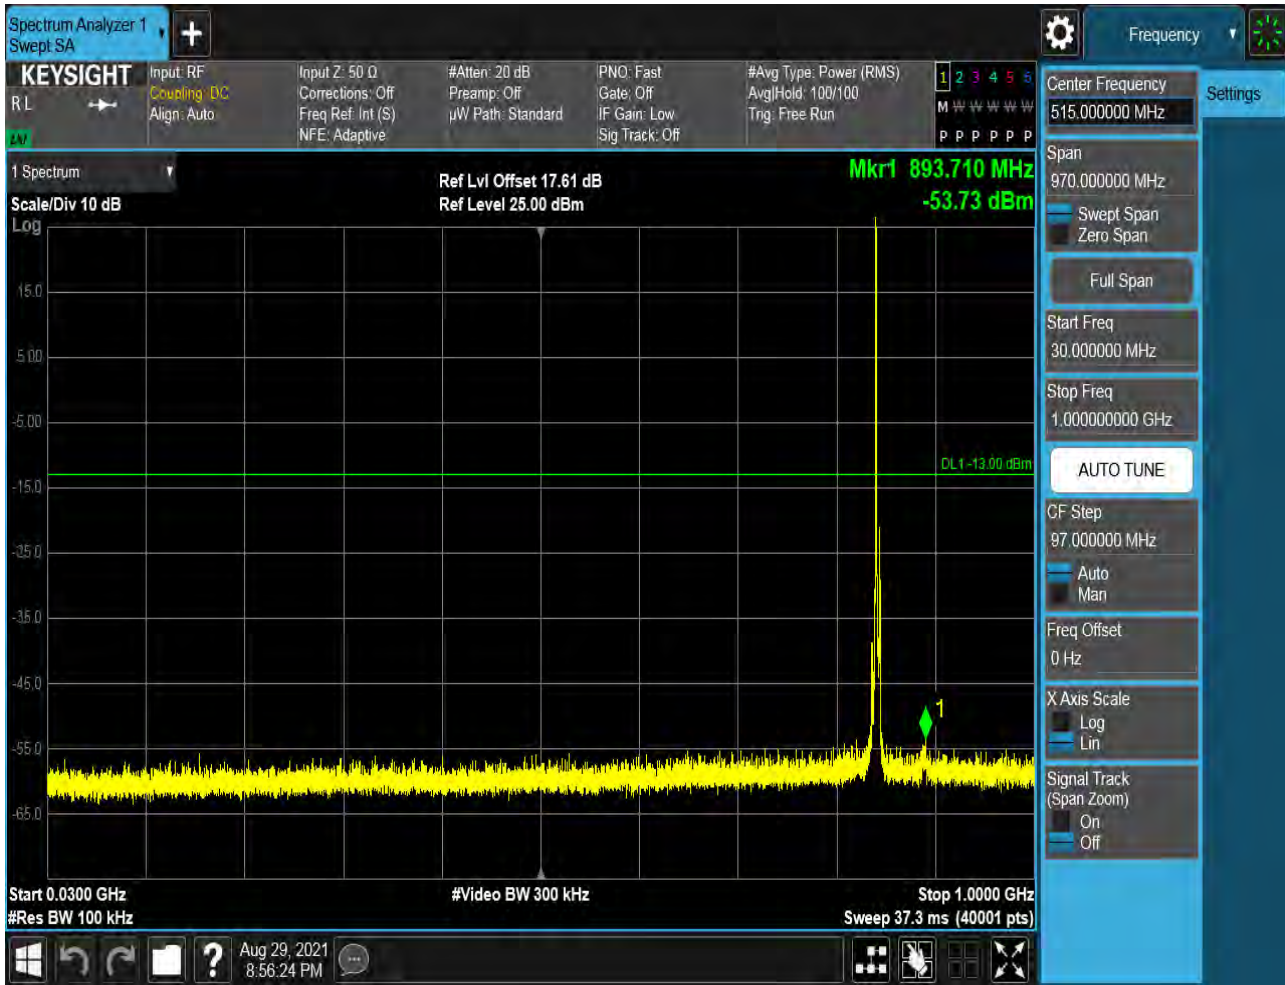 Spectrum Analyzer 1
Swept SA
Frequency
KEYSIGHT
R L
LXI
Input: RF
Coupling: DC
Align: Auto
Input Z: 50 Ω
Corrections: Off
Freq Ref: Int (S)
NFE: Adaptive
#Atten: 20 dB
Preamp: Off
µW Path: Standard
PNO: Fast
Gate: Off
IF Gain: Low
Sig Track: Off
#Avg Type: Power (RMS)
Avg|Hold: 100/100
Trig: Free Run
1 2 3 4 5 6
M W W W W W
P P P P P P
1 Spectrum
Scale/Div 10 dB
Log
Ref Lvl Offset 17.61 dB
Ref Level 25.00 dBm
Mkr1 893.710 MHz
-53.73 dBm
15.0
5.00
-5.00
DL1 -13.00 dBm
-15.0
-25.0
-35.0
-45.0
1
-55.0
-65.0
Start 0.0300 GHz
#Res BW 100 kHz
#Video BW 300 kHz
Stop 1.0000 GHz
Sweep 37.3 ms (40001 pts)
Aug 29, 2021
8:56:24 PM
Center Frequency
515.000000 MHz
Settings
Span
970.000000 MHz
Swept Span
Zero Span
Full Span
Start Freq
30.000000 MHz
Stop Freq
1.000000000 GHz
AUTO TUNE
CF Step
97.000000 MHz
Auto
Man
Freq Offset
0 Hz
X Axis Scale
Log
Lin
Signal Track
(Span Zoom)
On
Off